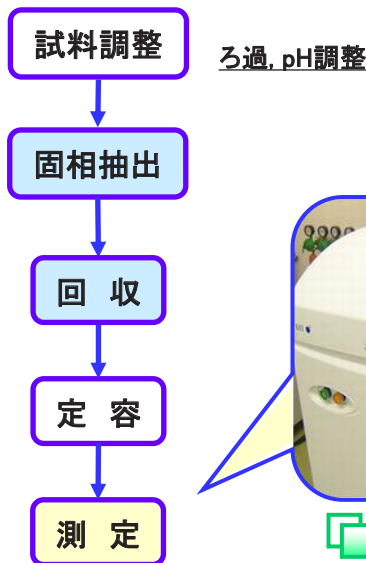 試料調整
ろ過, pH調整
固相抽出
回 収
定 容
測 定